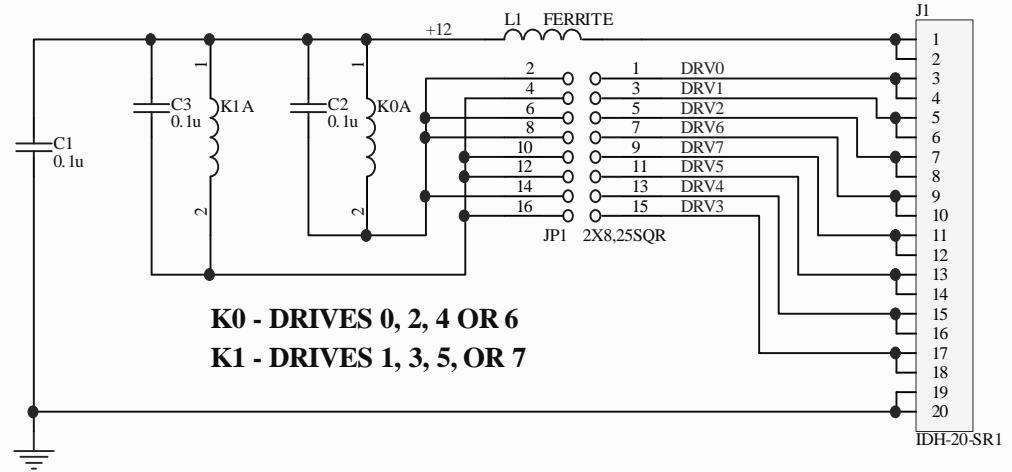 J1
L1 FERRITE
+12
1
2
2 1 DRV0
3
4 3 DRV1
4
6 5 DRV2
5
8 7 DRV6
6
10 9 DRV7
7
12 11 DRV5
8
14 13 DRV4
9
16 15 DRV3
10
JP1 2X8,25SQR
11
12
13
14
15
16
17
18
19
20
IDH-20-SR1
1
C3
0.1u
K1A
2
1
C2
0.1u
K0A
2
C1
0.1u
K0 - DRIVES 0, 2, 4 OR 6
K1 - DRIVES 1, 3, 5, OR 7